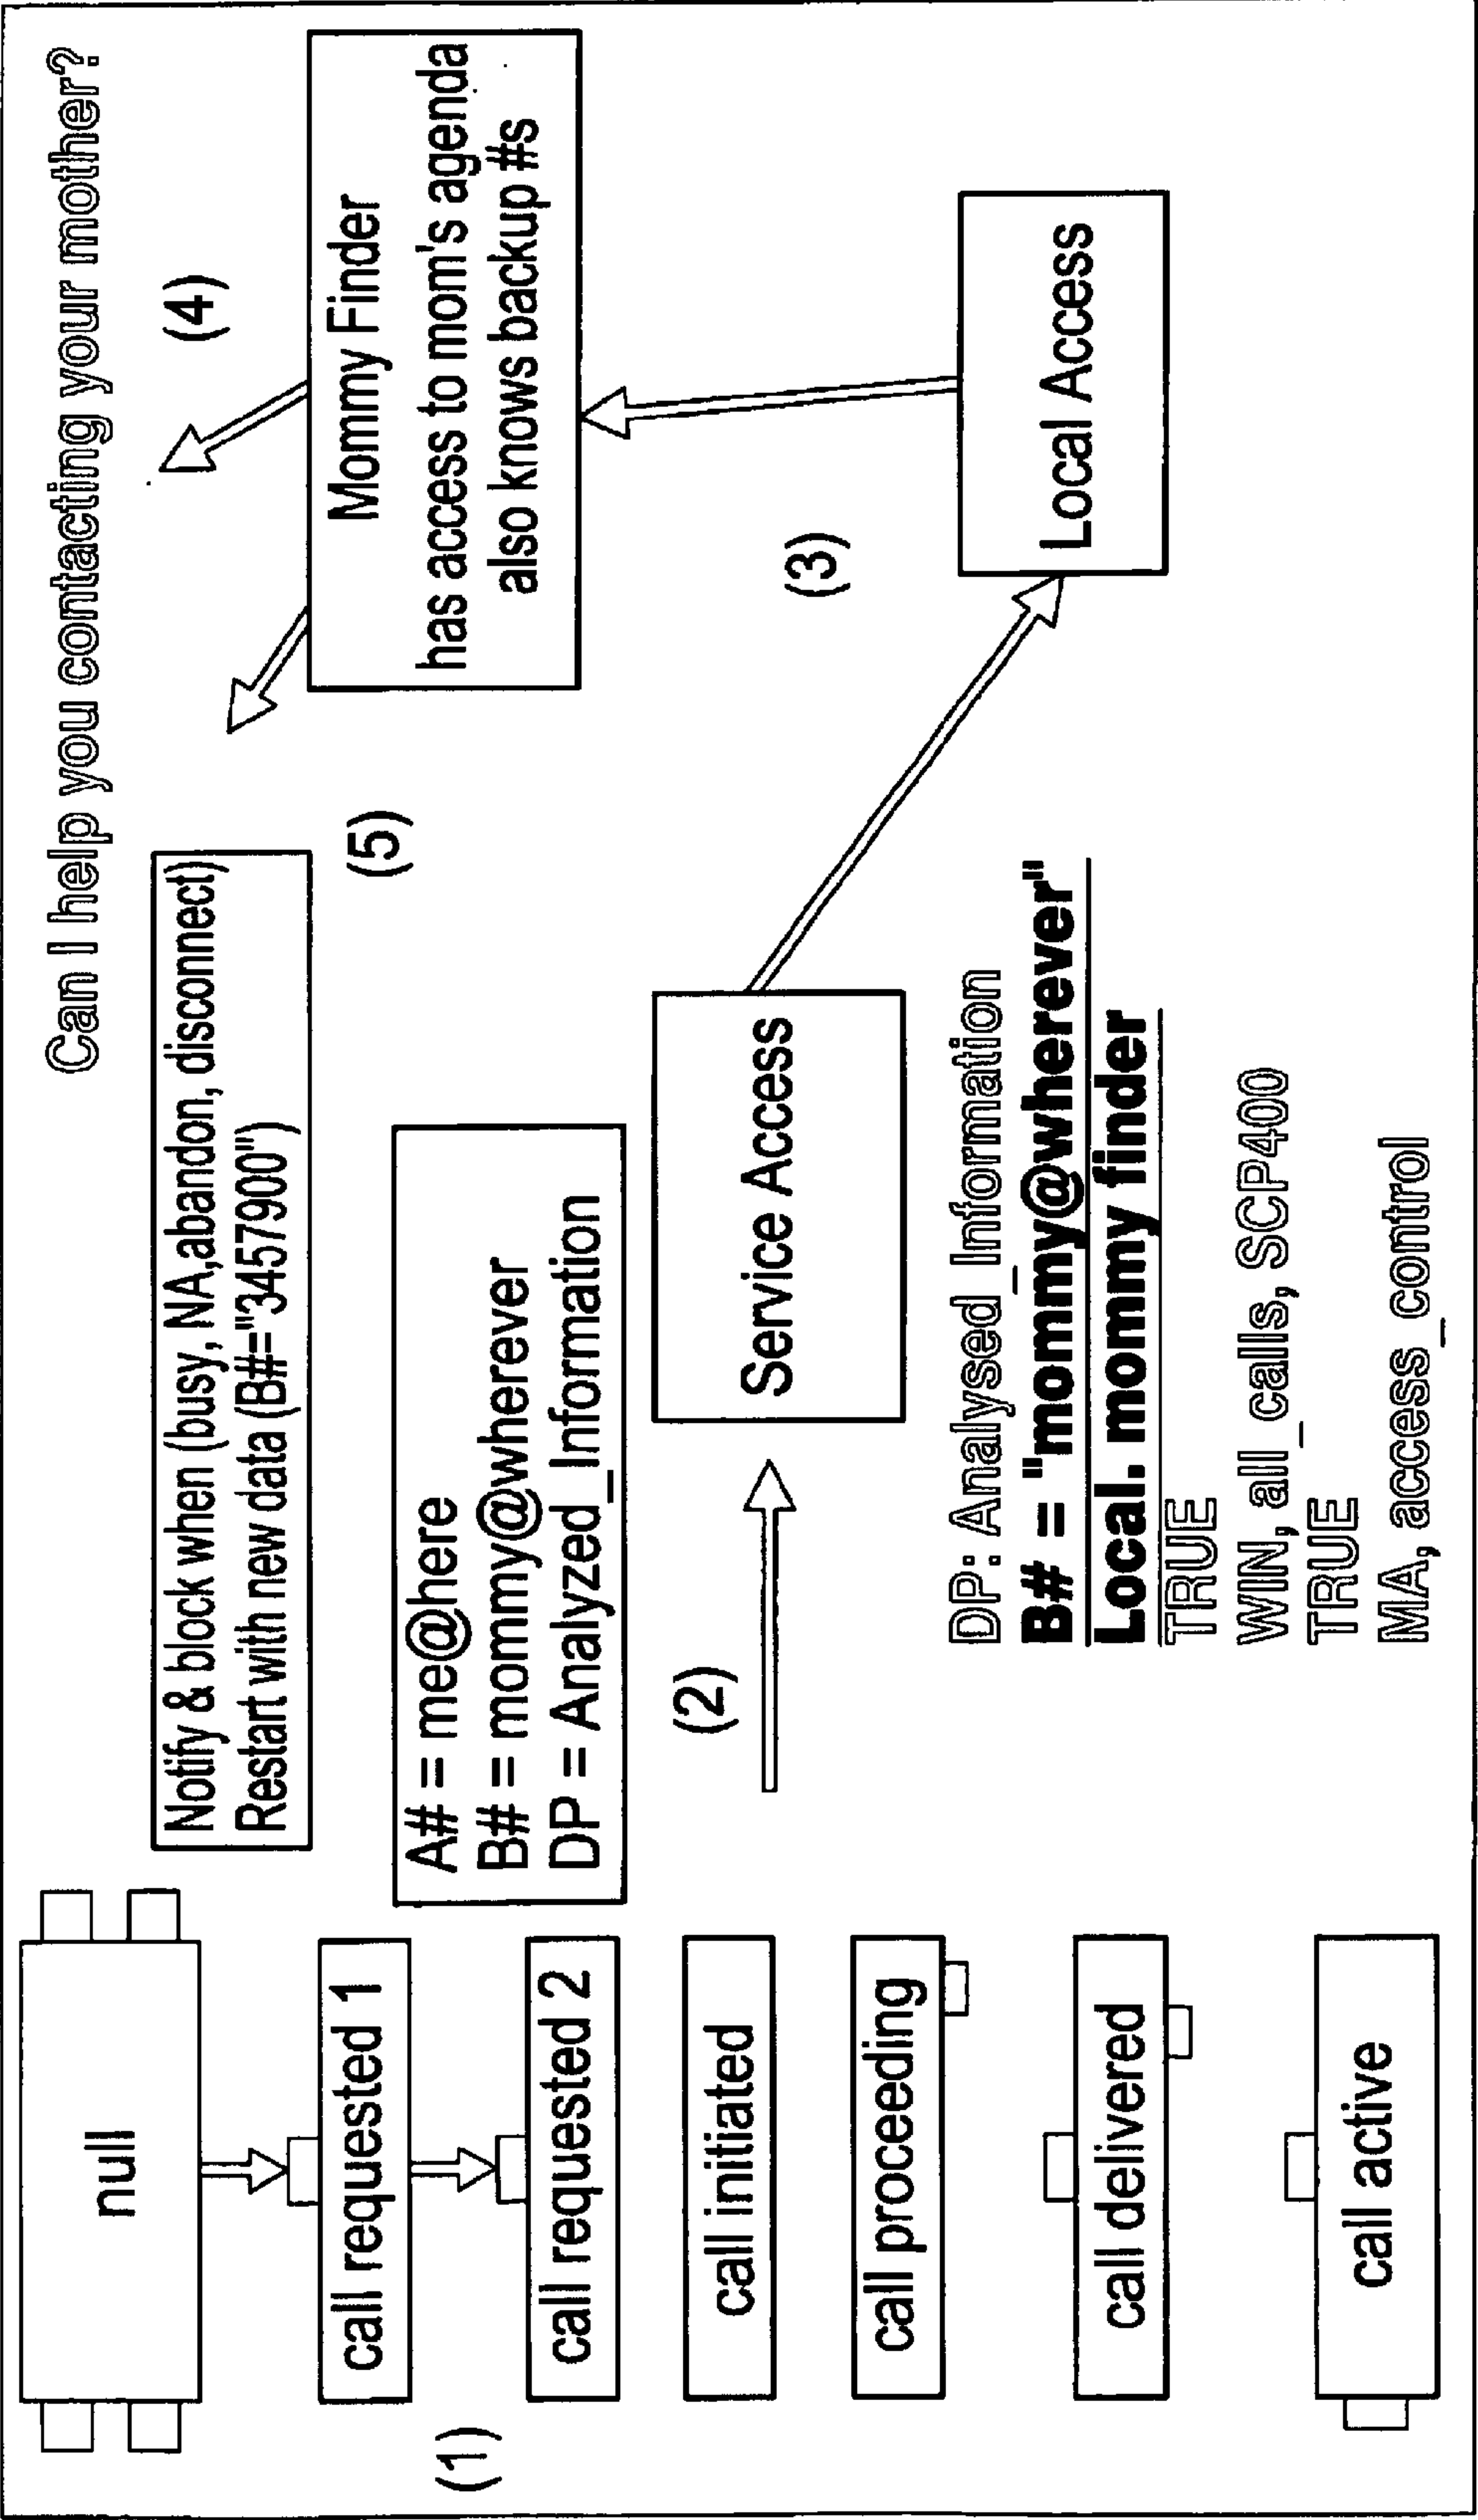 Can I help you contacting your mother?
null
call requested 1
(1)
call requested 2
call initiated
call proceeding
call delivered
call active
Notify & block when (busy, NA,abandon, disconnect)
Restart with new data (B#="3457900")
(5)
(4)
A# = me@here
B# = mommy@wherever
DP = Analyzed_Information
Mommy Finder
has access to mom's agenda
also knows backup #s
(2)
Service Access
(3)
Local Access
DP: Analysed_Information
B# = "mommy@wherever"
Local. mommy finder
TRUE
WIN, all_calls, SCP400
TRUE
MA, access_control